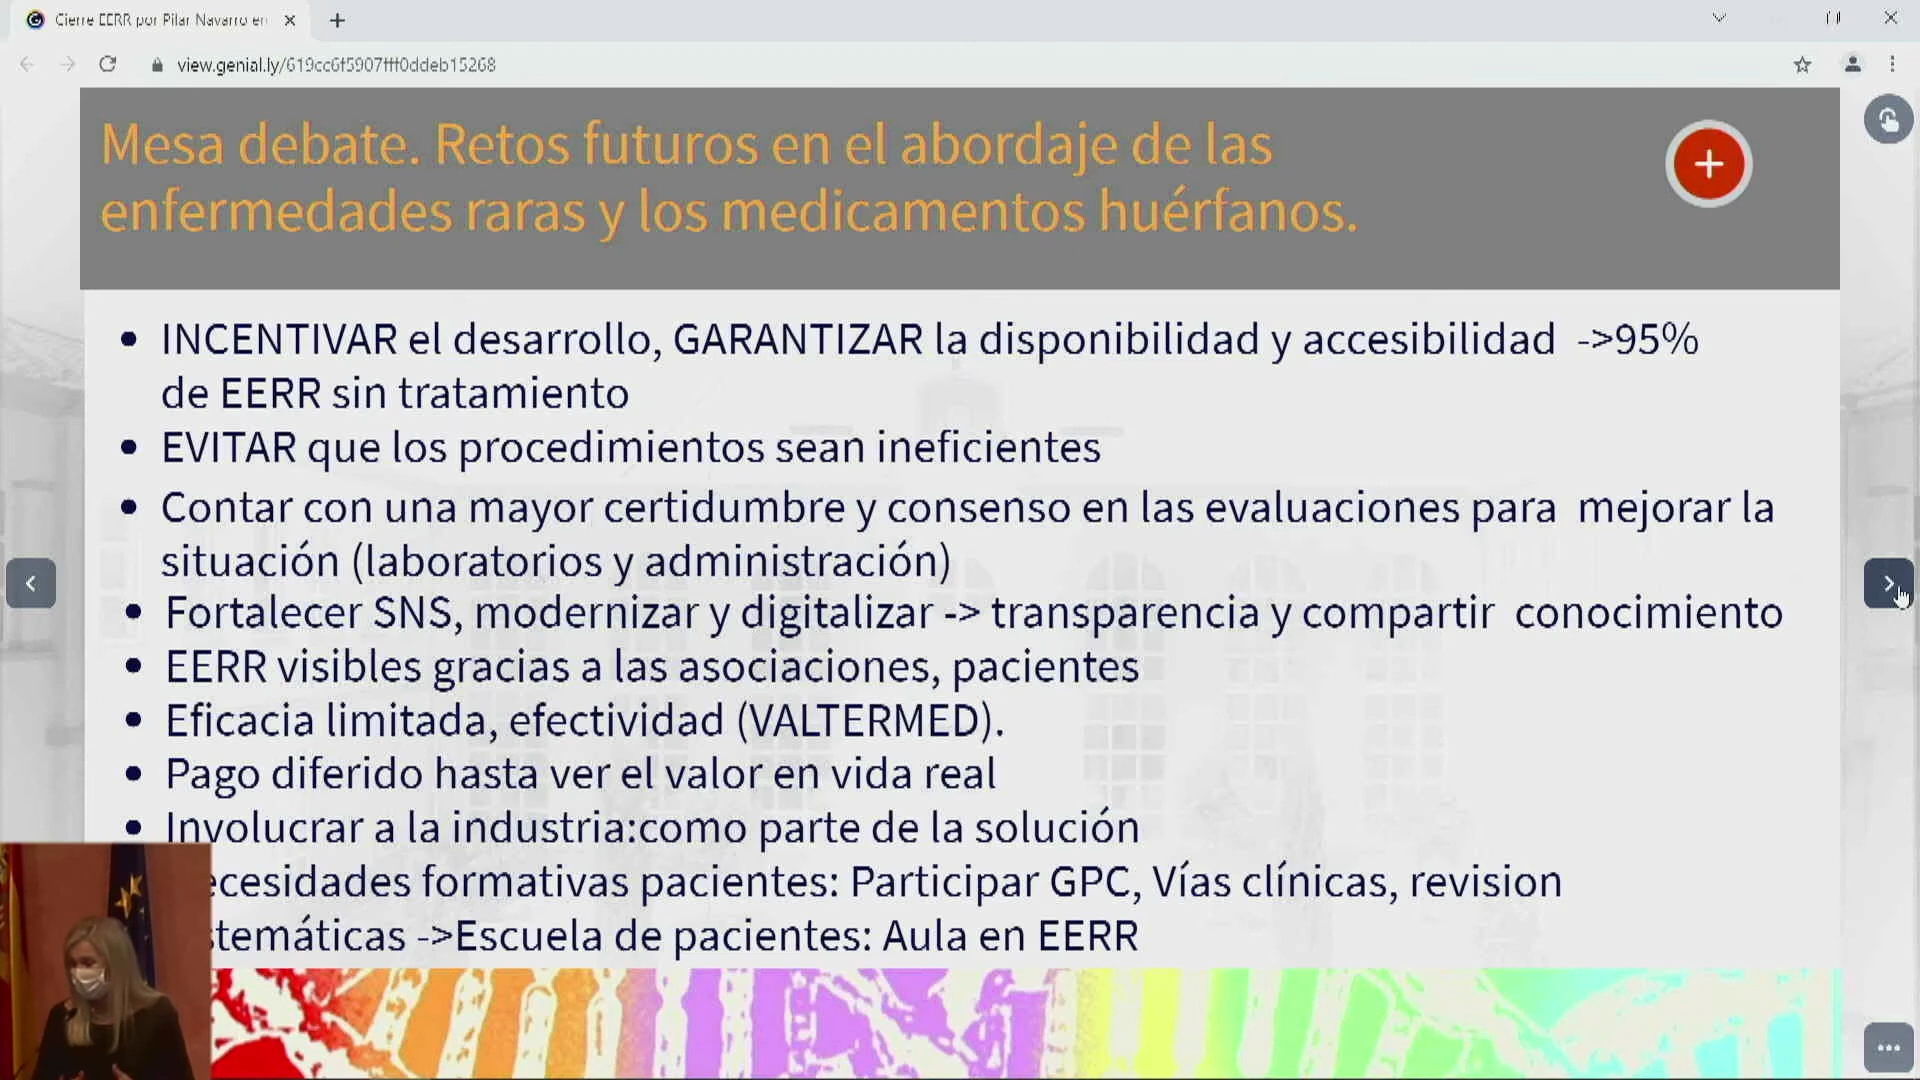 Cierre EERR por Pilar Navarro en
view.genial.ly/619cc6f5907fff0ddeb15268
Mesa debate. Retos futuros en el abordaje de las
enfermedades raras y los medicamentos huérfanos.
• INCENTIVAR el desarrollo, GARANTIZAR la disponibilidad y accesibilidad ->95%
de EERR sin tratamiento
• EVITAR que los procedimientos sean ineficientes
• Contar con una mayor certidumbre y consenso en las evaluaciones para mejorar la
situación (laboratorios y administración)
• Fortalecer SNS, modernizar y digitalizar -> transparencia y compartir conocimiento
• EERR visibles gracias a las asociaciones, pacientes
• Eficacia limitada, efectividad (VALTERMED).
• Pago diferido hasta ver el valor en vida real
• Involucrar a la industria:como parte de la solución
ecesidades formativas pacientes: Participar GPC, Vías clínicas, revision
stemáticas ->Escuela de pacientes: Aula en EERR